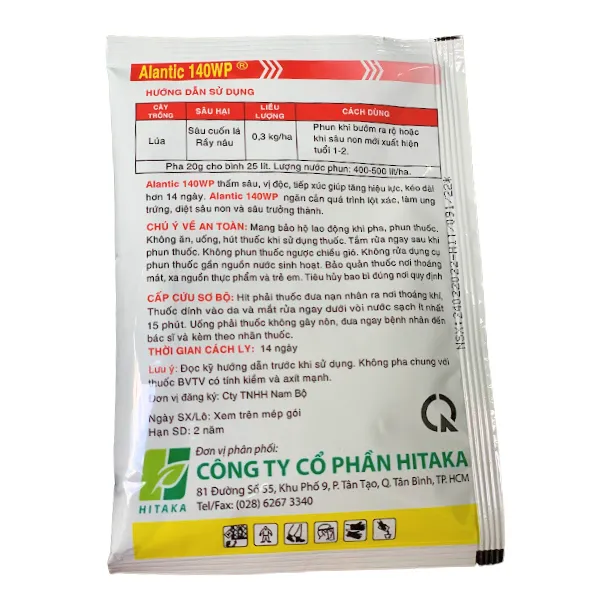 Alantic 140WP ®
HƯỚNG DẪN SỬ DỤNG
CÂY TRỒNG SÂU HẠI LIỀU LƯỢNG CÁCH DÙNG
Lúa Sâu cuốn lá Rầy nâu 0,3 kg/ha Phun khi bướm ra rộ hoặc khi sâu non mới xuất hiện tuổi 1-2.
Pha 20g cho bình 25 lít. Lượng nước phun: 400-500 lít/ha.
Alantic 140WP thấm sâu, vị độc, tiếp xúc giúp tăng hiệu lực, kéo dài
hơn 14 ngày. Alantic 140WP ngăn cản quá trình lột xác, làm ung
trứng, diệt sâu non và sâu trưởng thành.
CHÚ Ý VỀ AN TOÀN: Mang bảo hộ lao động khi pha, phun thuốc.
Không ăn, uống, hút thuốc khi sử dụng thuốc. Tắm rửa ngay sau khi
phun thuốc. Không phun thuốc ngược chiều gió. Không rửa dụng cụ
phun thuốc gần nguồn nước sinh hoạt. Bảo quản thuốc nơi thoáng
mát, xa nguồn thực phẩm và trẻ em. Tiêu hủy bao bì đúng nơi quy định
CẤP CỨU SƠ BỘ: Hít phải thuốc đưa nạn nhân ra nơi thoáng khí,
Thuốc dính vào da và mắt rửa ngay dưới vòi nước sạch ít nhất
15 phút. Uống phải thuốc không gây nôn, đưa ngay bệnh nhân đến
bác sĩ và kèm theo nhãn thuốc.
THỜI GIAN CÁCH LY: 14 ngày
Lưu ý: Đọc kỹ hướng dẫn trước khi sử dụng. Không pha chung với
thuốc BVTV có tính kiềm và axít mạnh.
Đơn vị đăng ký: Cty TNHH Nam Bộ
Ngày SX/Lô: Xem trên mép gói
Hạn SD: 2 năm
Đơn vị phân phối:
CÔNG TY CỔ PHẦN HITAKA
81 Đường Số 55, Khu Phố 9, P. Tân Tạo, Q. Tân Bình, TP. HCM
Tel/Fax: (028) 6267 3340
HITAKA
NSX:24022022-HIT/091/22*